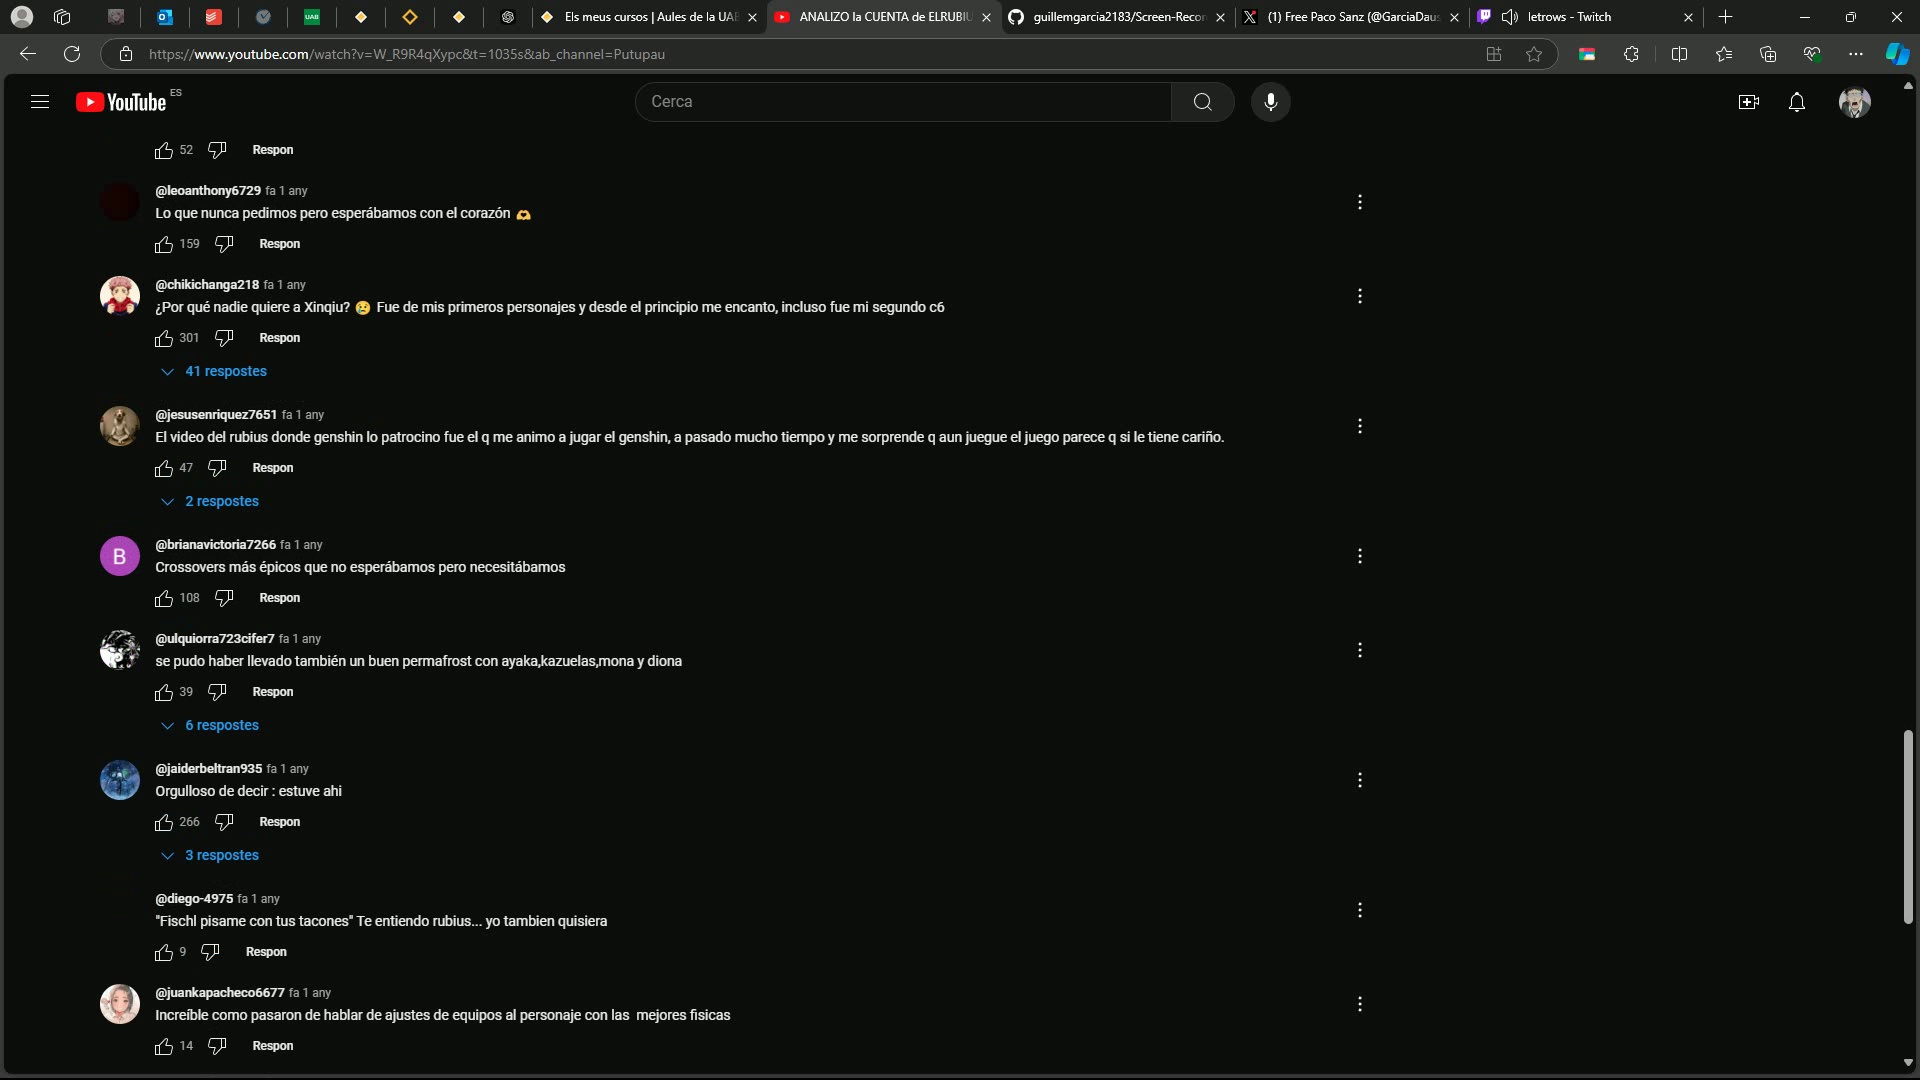 Els meus cursos | Aules de la UAB
ANALIZO la CUENTA de ELRUBIU
guillemgarcia2183/Screen-Recor
(1) Free Paco Sanz (@GarciaDaus
letrows - Twitch
https://www.youtube.com/watch?v=W_R9R4qXypc&t=1035s&ab_channel=Putupau
YouTube ES
Cerca
52 Respon
@leoanthony6729 fa 1 any
Lo que nunca pedimos pero esperábamos con el corazón 🫶
159 Respon
@chikichanga218 fa 1 any
¿Por qué nadie quiere a Xinqiu? 😢 Fue de mis primeros personajes y desde el principio me encanto, incluso fue mi segundo c6
301 Respon
41 respostes
@jesusenriquez7651 fa 1 any
El video del rubius donde genshin lo patrocino fue el q me animo a jugar el genshin, a pasado mucho tiempo y me sorprende q aun juegue el juego parece q si le tiene cariño.
47 Respon
2 respostes
B
@brianavictoria7266 fa 1 any
Crossovers más épicos que no esperábamos pero necesitábamos
108 Respon
@ulquiorra723cifer7 fa 1 any
se pudo haber llevado también un buen permafrost con ayaka,kazuelas,mona y diona
39 Respon
6 respostes
@jaiderbeltran935 fa 1 any
Orgulloso de decir : estuve ahi
266 Respon
3 respostes
@diego-4975 fa 1 any
"Fischl pisame con tus tacones" Te entiendo rubius... yo tambien quisiera
9 Respon
@juankapacheco6677 fa 1 any
Increíble como pasaron de hablar de ajustes de equipos al personaje con las  mejores fisicas
14 Respon